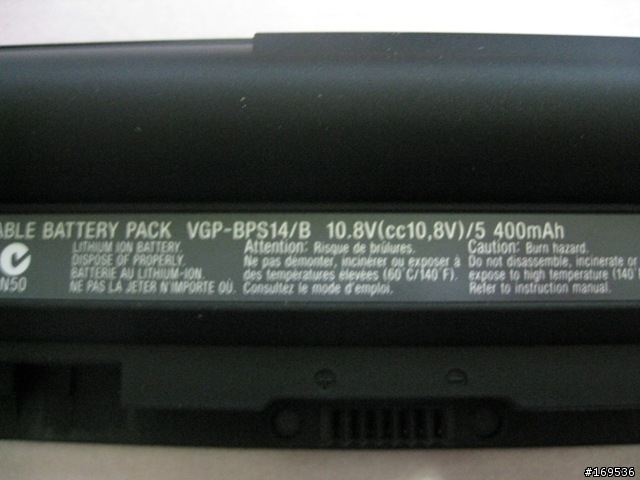 ABLE BATTERY PACK VGP-BPS14/B 10.8V(cc10,8V)/5 400mAh
N50
LITHIUM ION BATTERY.
DISPOSE OF PROPERLY.
BATTERIE AU LITHIUM-ION.
NE PAS LA JETER N'IMPORTE OÙ.
Attention: Risque de brûlures.
Ne pas démonter, incinérer ou exposer à
des températures élevées (60°C/140°F).
Consultez le mode d'emploi.
Caution: Burn hazard.
Do not disassemble, incinerate or
expose to high temperature (140°
Refer to instruction manual.
+ -
#169536